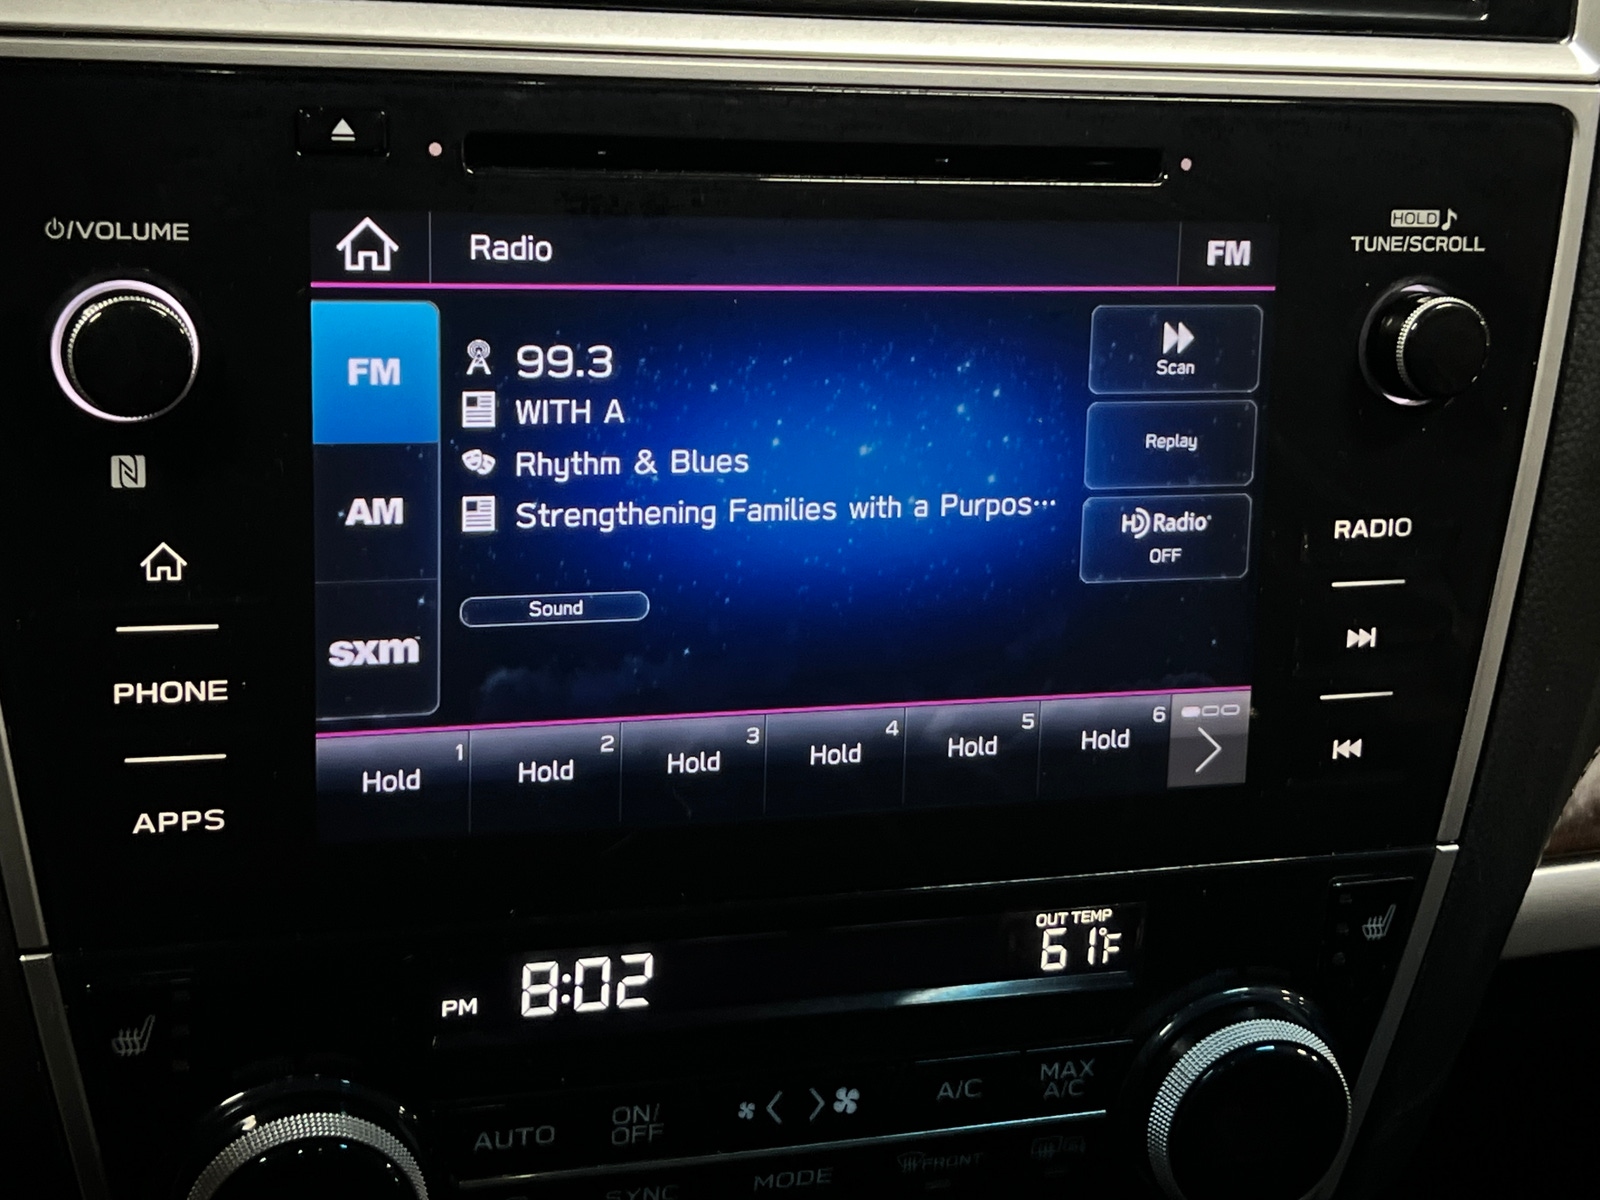 /VOLUME
HOLD
TUNE/SCROLL
Radio
FM
FM
99.3
Scan
WITH A
Replay
Rhythm & Blues
AM
Strengthening Families with a Purpos...
HD Radio
OFF
RADIO
Sound
sxm
PHONE
1
Hold
2
Hold
3
Hold
4
Hold
5
Hold
6
Hold
APPS
OUT TEMP
61°F
PM 8:02
AUTO
ON/
OFF
A/C
MAX
A/C
MODE
FRONT
SYNC